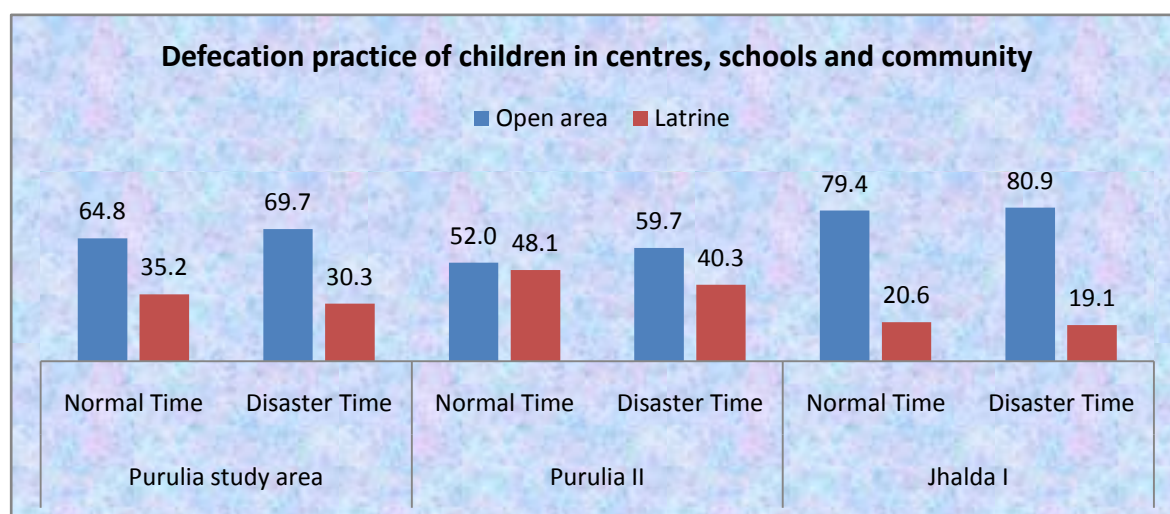 Defecation practice of children in centres, schools and community
Open area Latrine
64.8 35.2 69.7 30.3 52.0 48.1 59.7 40.3 79.4 20.6 80.9 19.1
Normal Time Disaster Time Normal Time Disaster Time Normal Time Disaster Time
Purulia study area Purulia II Jhalda I